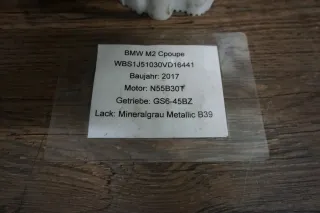 BMW M2 Cpoupe
WBS1J51030VD16441
Baujahr: 2017
Motor: N55B30T
Getriebe: GS6-45BZ
Lack: Mineralgrau Metallic B39